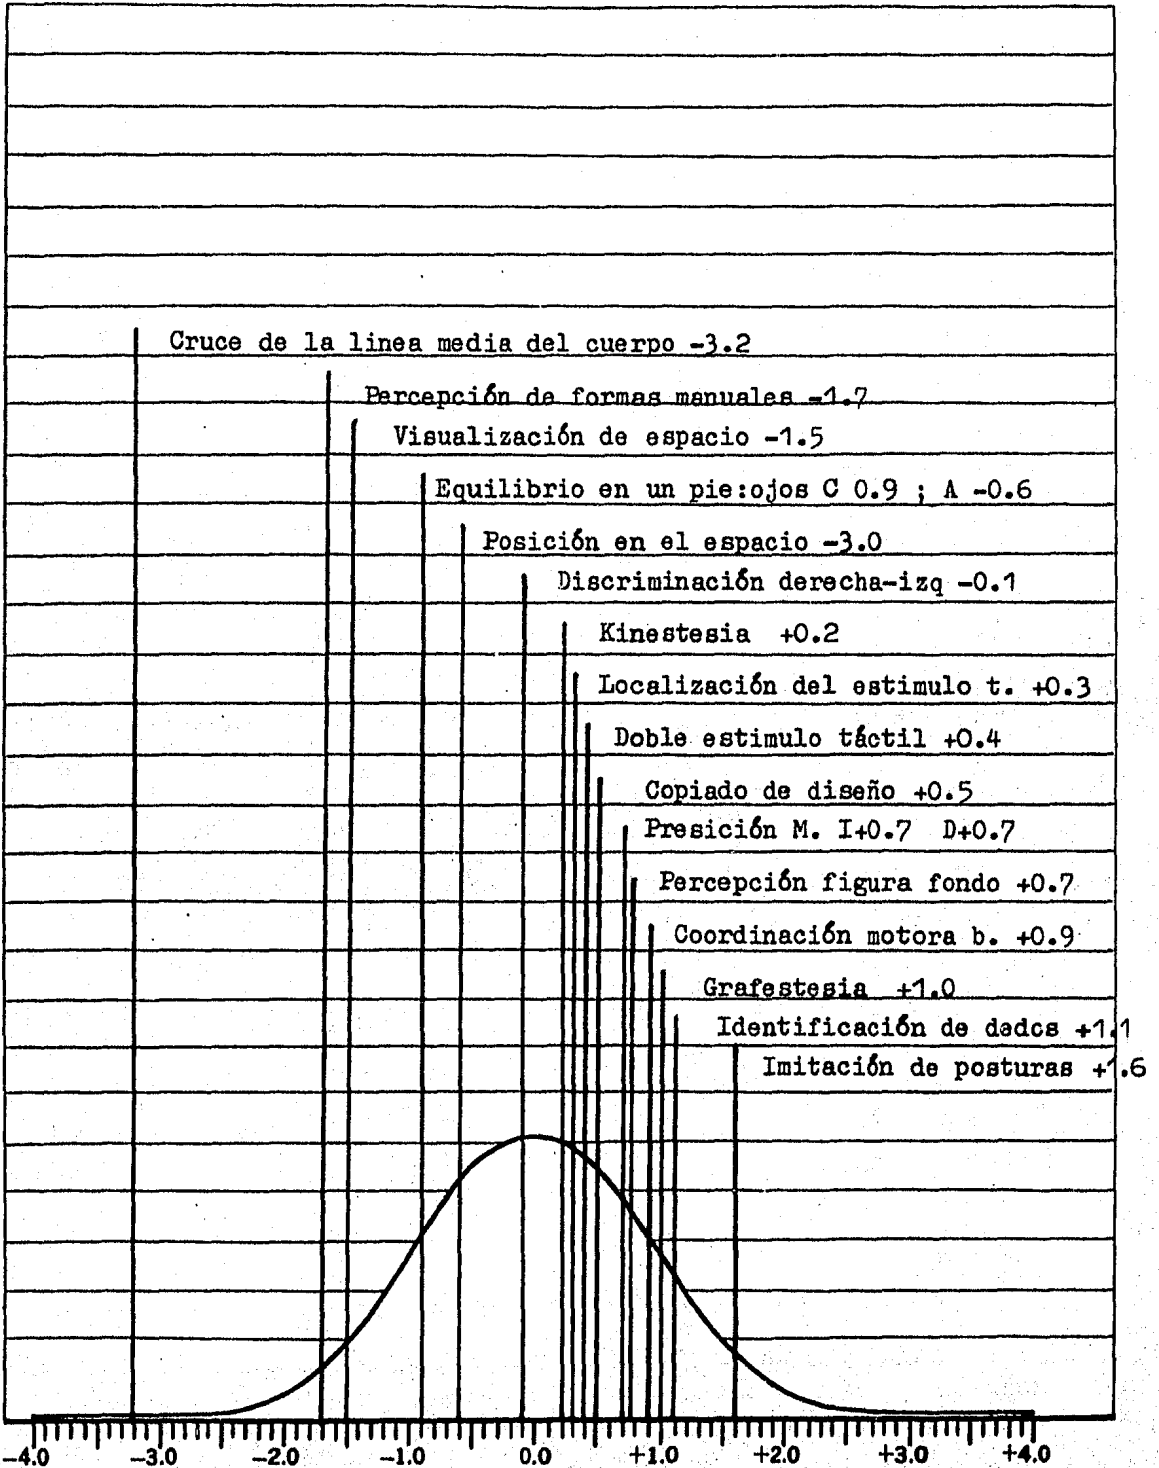 Cruce de la linea media del cuerpo -3.2
Percepción de formas manuales -1.7
Visualización de espacio -1.5
Equilibrio en un pie:ojos C 0.9 ; A -0.6
Posición en el espacio -3.0
Discriminación derecha-izq -0.1
Kinestesia +0.2
Localización del estimulo t. +0.3
Doble estimulo táctil +0.4
Copiado de diseño +0.5
Presición M. I+0.7 D+0.7
Percepción figura fondo +0.7
Coordinación motora b. +0.9
Grafestesia +1.0
Identificación de dedos +1.1
Imitación de posturas +1.6
-4.0 -3.0 -2.0 -1.0 0.0 +1.0 +2.0 +3.0 +4.0